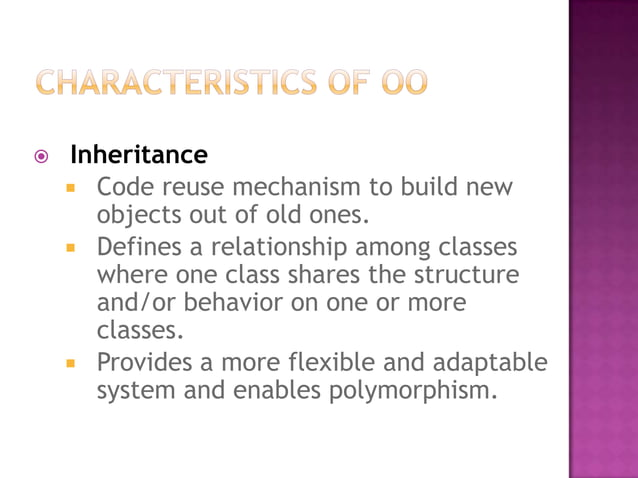 CHARACTERISTICS OF OO
Inheritance
Code reuse mechanism to build new
objects out of old ones.
Defines a relationship among classes
where one class shares the structure
and/or behavior on one or more
classes.
Provides a more flexible and adaptable
system and enables polymorphism.